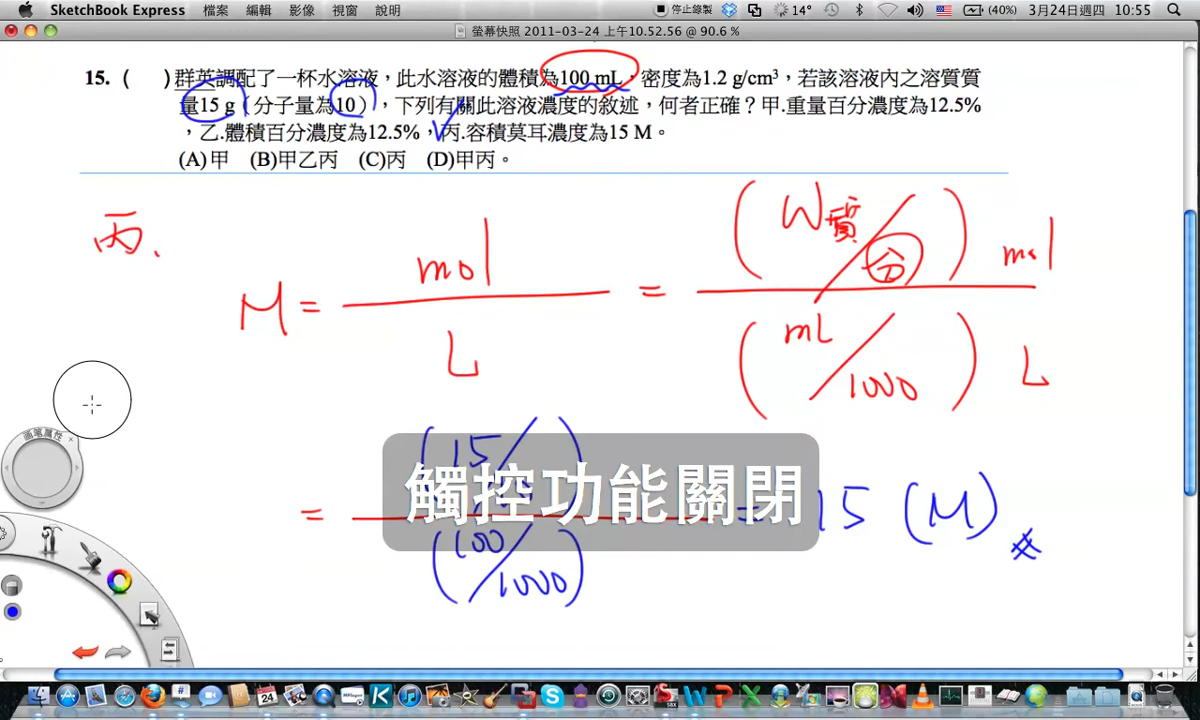 SketchBook Express 檔案 編輯 影像 視窗 說明 停止錄製 14° (40%) 3月24日週四 10:55
螢幕快照 2011-03-24 上午10.52.56 @ 90.6 %
15. ( )群英調配了一杯水溶液，此水溶液的體積為100 mL，密度為1.2 g/cm³，若該溶液內之溶質質
量15 g（分子量為10），下列有關此溶液濃度的敘述，何者正確？甲.重量百分濃度為12.5%
，乙.體積百分濃度為12.5%，丙.容積莫耳濃度為15 M。
(A)甲 (B)甲乙丙 (C)丙 (D)甲丙。
丙.
M = mol / L = (W質/分) mol / (mL/1000) L
画笔属性
= (15/ ) / (100/1000) = 15 (M) #
觸控功能關閉
24